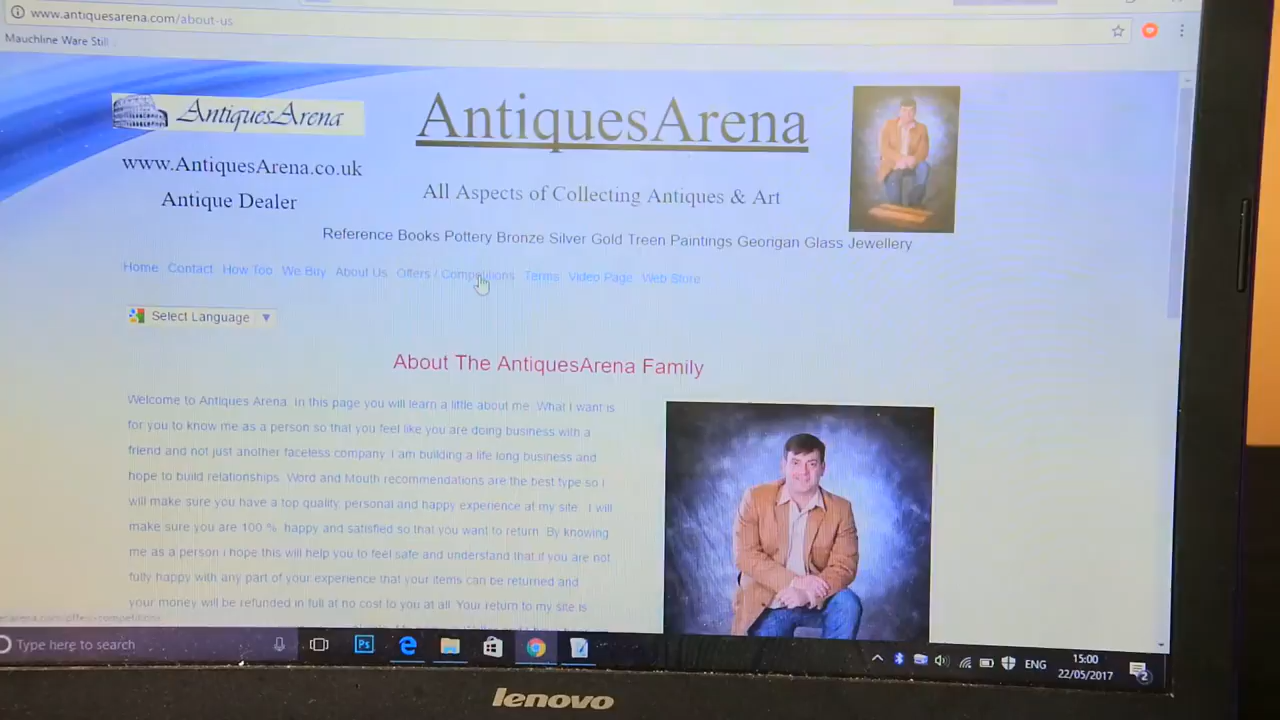 www.antiquesarena.com/about-us
Mauchline Ware Still
AntiquesArena
AntiquesArena
www.AntiquesArena.co.uk
Antique Dealer
All Aspects of Collecting Antiques & Art
Reference Books Pottery Bronze Silver Gold Treen Paintings Georigan Glass Jewellery
Home Contact How Too We Buy About Us Offers / Competitions Terms Video Page Web Store
Select Language ▼
About The AntiquesArena Family
Welcome to Antiques Arena. In this page you will learn a little about me. What I want is
for you to know me as a person so that you feel like you are doing business with a
friend and not just another faceless company. I am building a life long business and
hope to build relationships. Word and Mouth recommendations are the best type so I
will make sure you have a top quality, personal and happy experience at my site. I will
make sure you are 100 % happy and satisfied so that you want to return. By knowing
me as a person i hope this will help you to feel safe and understand that if you are not
fully happy with any part of your experience that your items can be returned and
your money will be refunded in full at no cost to you at all. Your return to my site is
Type here to search
Ps
ENG
15:00
22/05/2017
2
lenovo